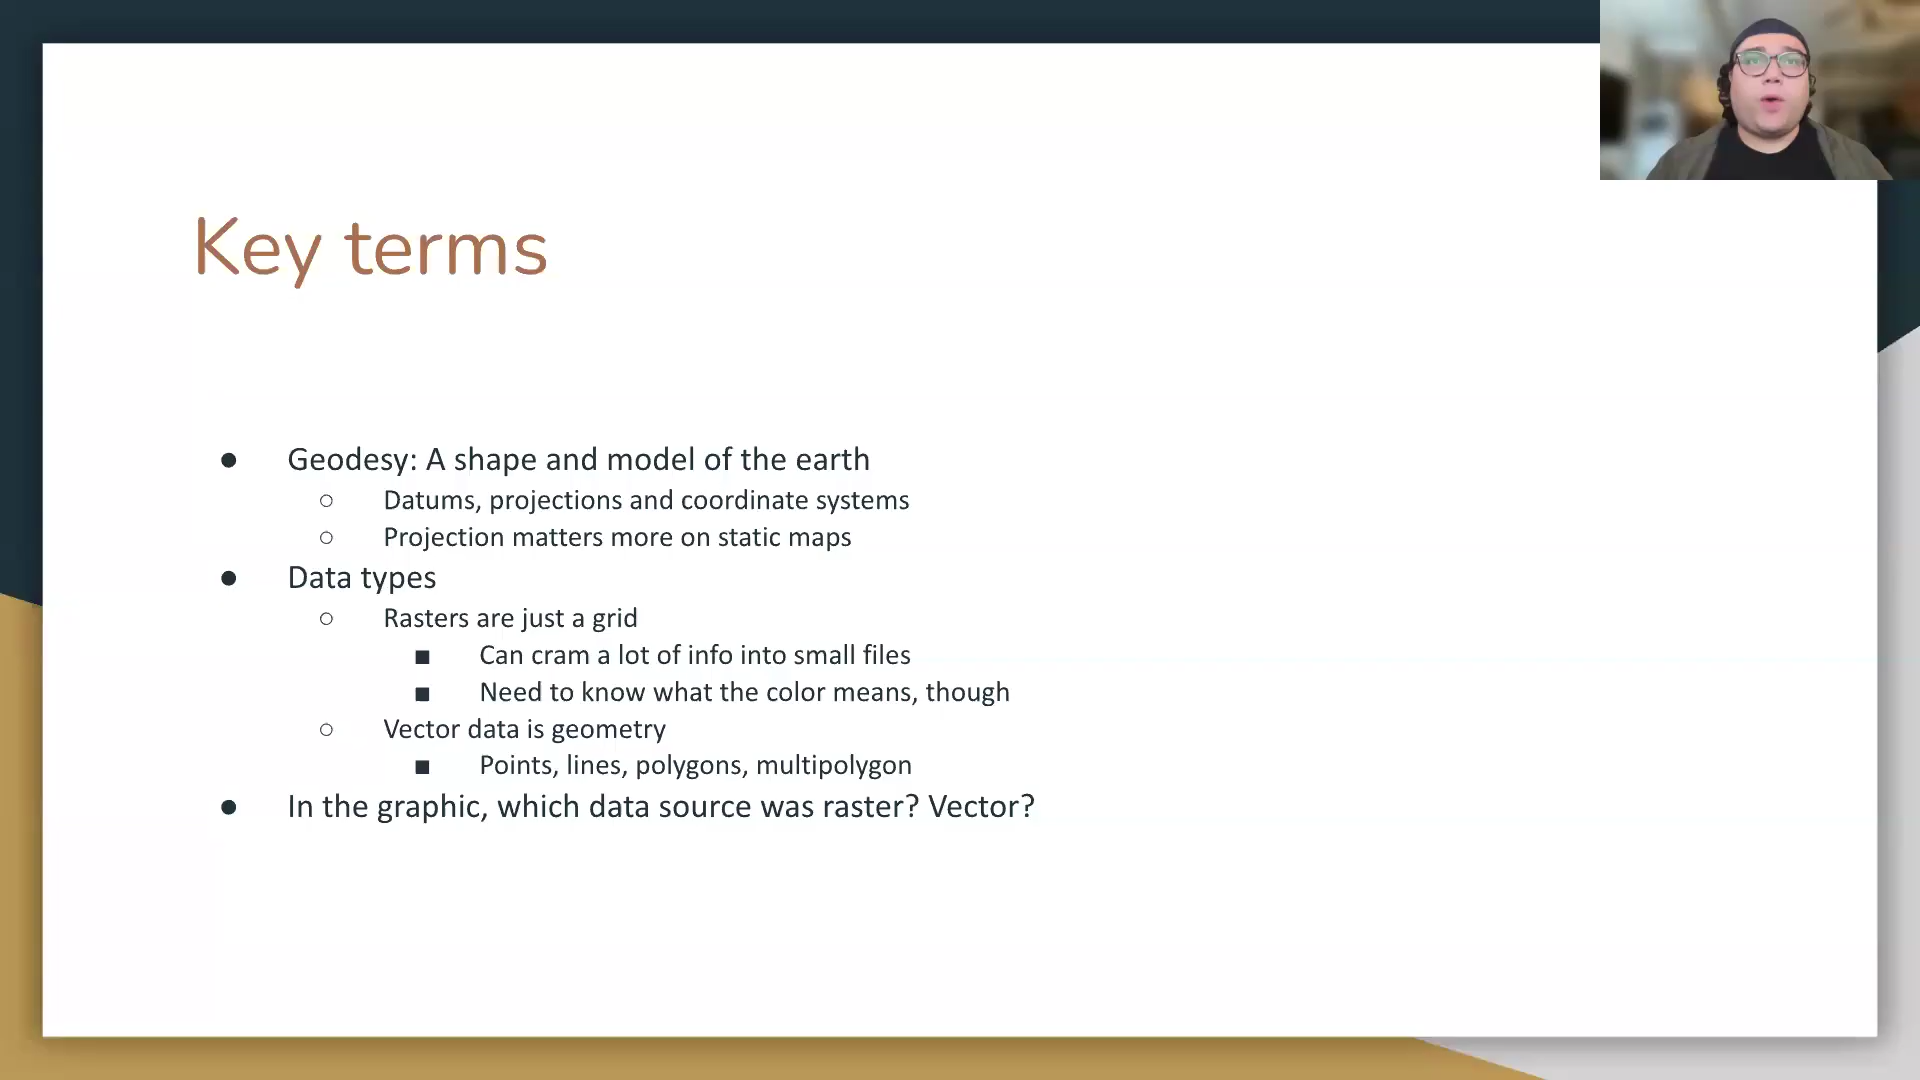 Key terms
● Geodesy: A shape and model of the earth
○ Datums, projections and coordinate systems
○ Projection matters more on static maps
● Data types
○ Rasters are just a grid
■ Can cram a lot of info into small files
■ Need to know what the color means, though
○ Vector data is geometry
■ Points, lines, polygons, multipolygon
● In the graphic, which data source was raster? Vector?